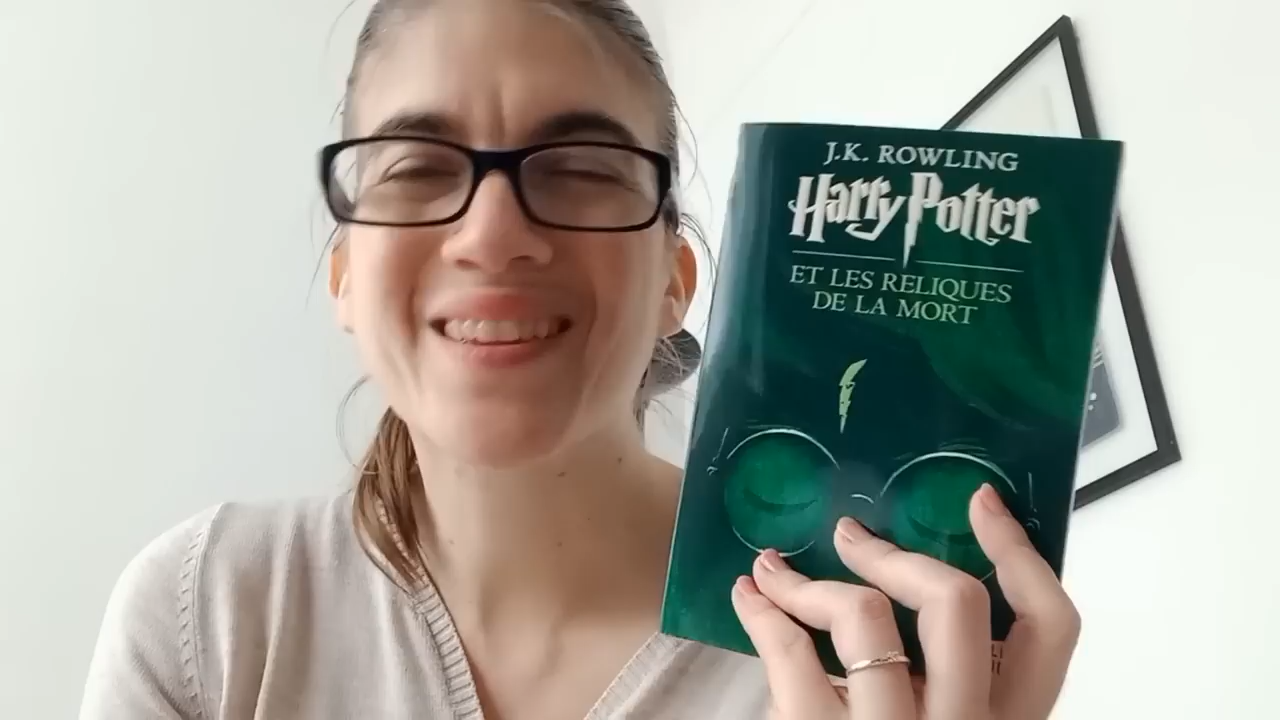 J.K. ROWLING
Harry Potter
ET LES RELIQUES
DE LA MORT